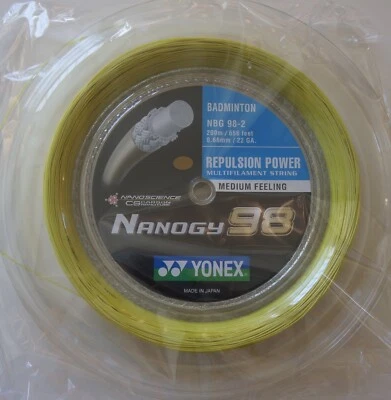 BADMINTON
NBG 98-2
200m / 656 feet
0.66mm / 22 GA.
REPULSION POWER
MULTIFILAMENT STRING
MEDIUM FEELING
NANOSCIENCE
NANOGY 98
YONEX
MADE IN JAPAN